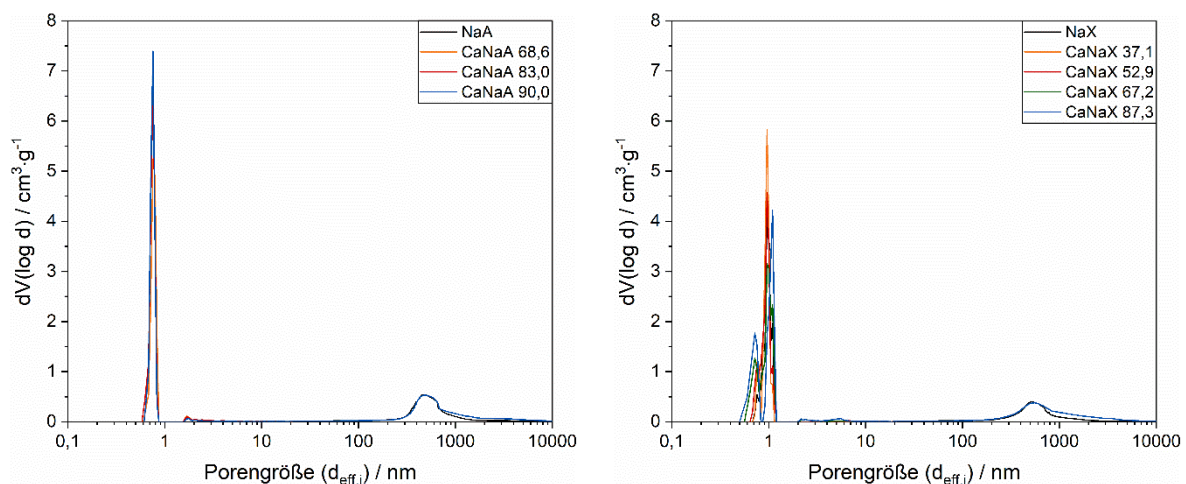 8
7
6
5
4
3
2
1
0
dV(log d) / cm³·g⁻¹
NaA
CaNaA 68,6
CaNaA 83,0
CaNaA 90,0
0,1 1 10 100 1000 10000
Porengröße (d_eff,i) / nm
8
7
6
5
4
3
2
1
0
dV(log d) / cm³·g⁻¹
NaX
CaNaX 37,1
CaNaX 52,9
CaNaX 67,2
CaNaX 87,3
0,1 1 10 100 1000 10000
Porengröße (d_eff,i) / nm